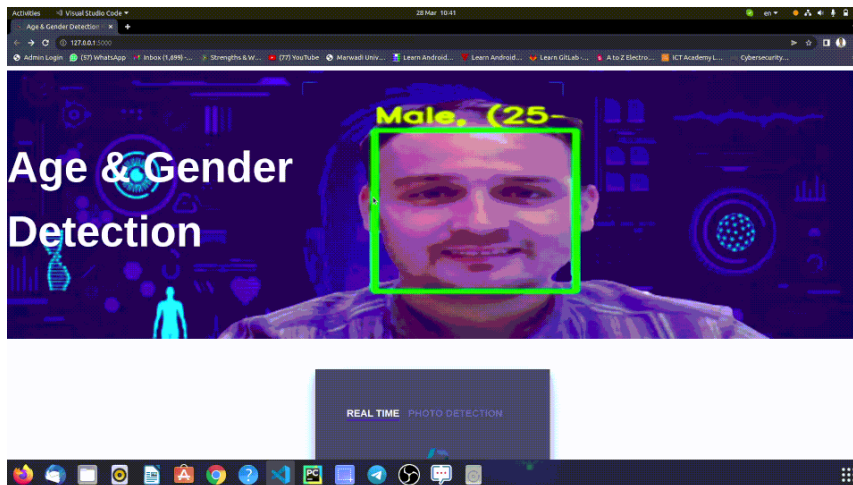 Activities Visual Studio Code 28 Mar 10:41 en
Age & Gender Detection
127.0.0.1:5000
Admin Login (57) WhatsApp Inbox (1,699) -... Strengths & W... (77) YouTube Marwadi Univ... Learn Android... Learn Android... Learn GitLab -... A to Z Electro... ICT Academy L... Cybersecurity...
Male, (25-
Age & Gender
Detection
REAL TIME PHOTO DETECTION